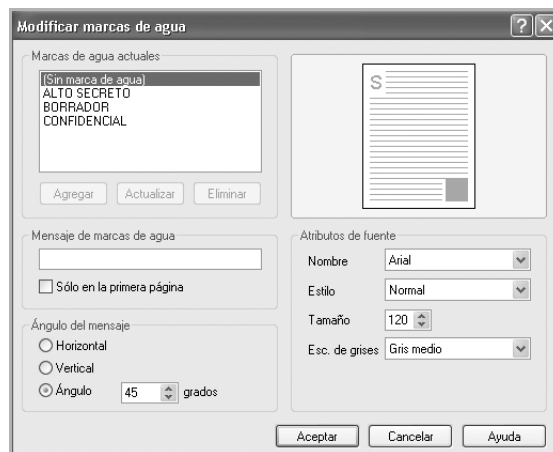 Modificar marcas de agua
Marcas de agua actuales
(Sin marca de agua)
ALTO SECRETO
BORRADOR
CONFIDENCIAL
Agregar Actualizar Eliminar
S
Mensaje de marcas de agua
Sólo en la primera página
Ángulo del mensaje
Horizontal
Vertical
Ángulo 45 grados
Atributos de fuente
Nombre Arial
Estilo Normal
Tamaño 120
Esc. de grises Gris medio
Aceptar Cancelar Ayuda